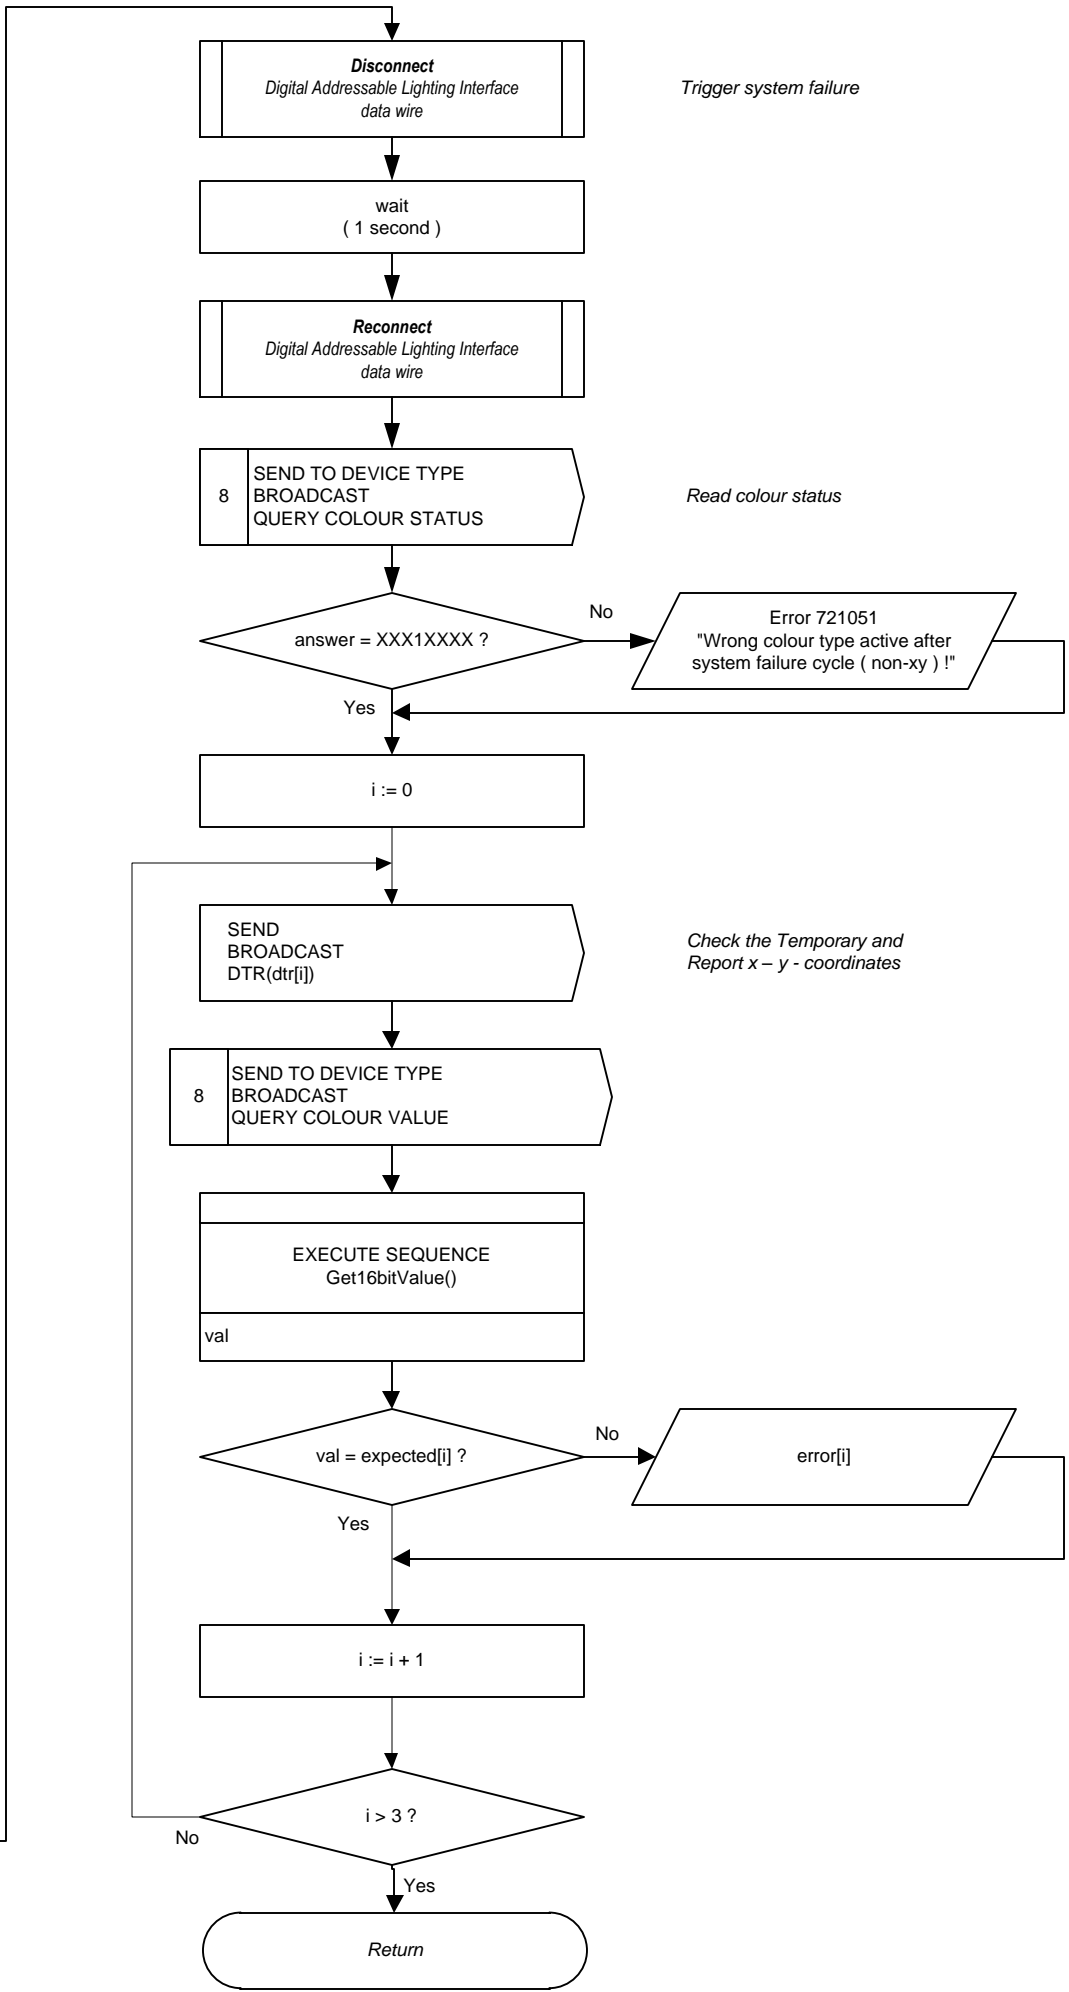 Disconnect
Digital Addressable Lighting Interface
data wire
Trigger system failure
wait
( 1 second )
Reconnect
Digital Addressable Lighting Interface
data wire
8
SEND TO DEVICE TYPE
BROADCAST
QUERY COLOUR STATUS
Read colour status
answer = XXX1XXXX ?
No
Error 721051
"Wrong colour type active after
system failure cycle ( non-xy ) !"
Yes
i := 0
SEND
BROADCAST
DTR(dtr[i])
Check the Temporary and
Report x – y - coordinates
8
SEND TO DEVICE TYPE
BROADCAST
QUERY COLOUR VALUE
EXECUTE SEQUENCE
Get16bitValue()
val
val = expected[i] ?
No
error[i]
Yes
i := i + 1
i > 3 ?
No
Yes
Return